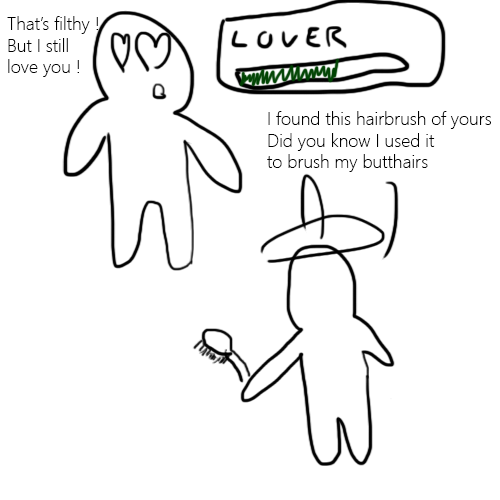 That's filthy !
But I still
love you !
LOVER
I found this hairbrush of yours
Did you know I used it
to brush my butthairs